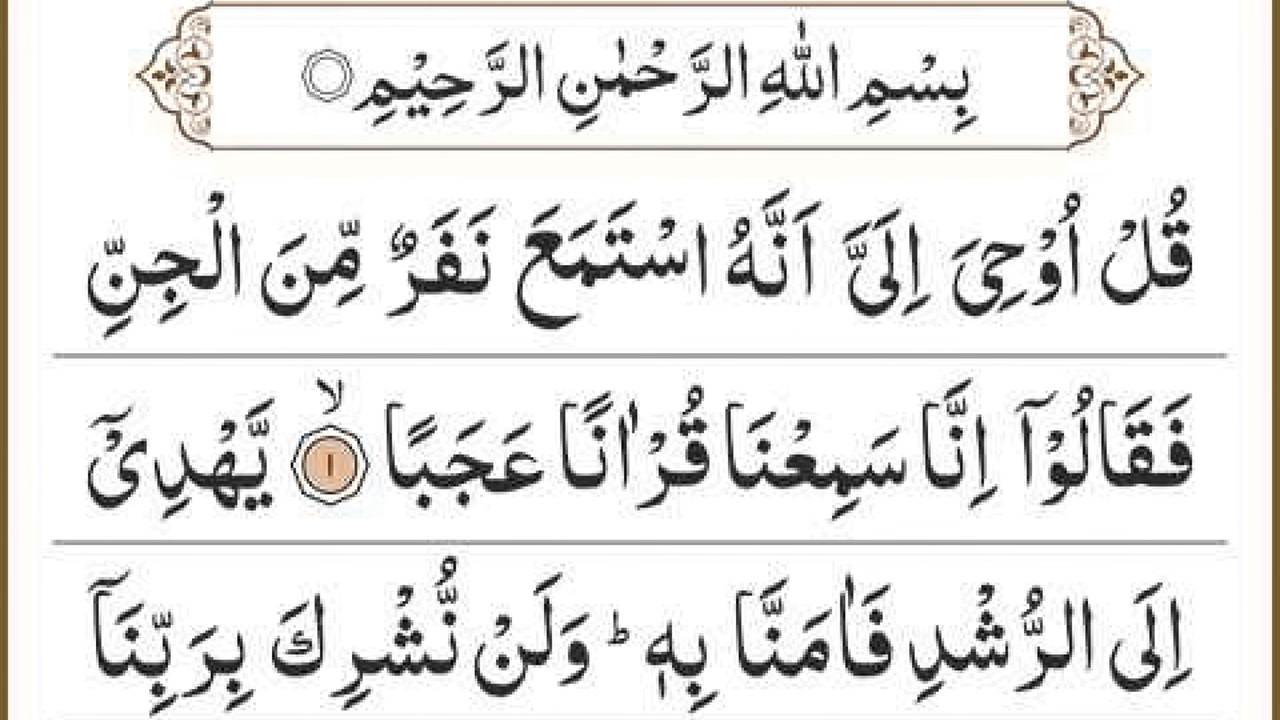 بِسْمِ اللّٰهِ الرَّحْمٰنِ الرَّحِيْمِ ۝
قُلْ اُوْحِىَ اِلَىَّ اَنَّهُ اسْتَمَعَ نَفَرٌ مِّنَ الْجِنِّ
فَقَالُوْۤا اِنَّا سَمِعْنَا قُرْاٰنًا عَجَبًا ۙ‏ ١ يَّهْدِىْۤ
اِلَى الرُّشْدِ فَاٰمَنَّا بِهٖ‌ ؕ وَلَنْ نُّشْرِكَ بِرَبِّنَاۤ